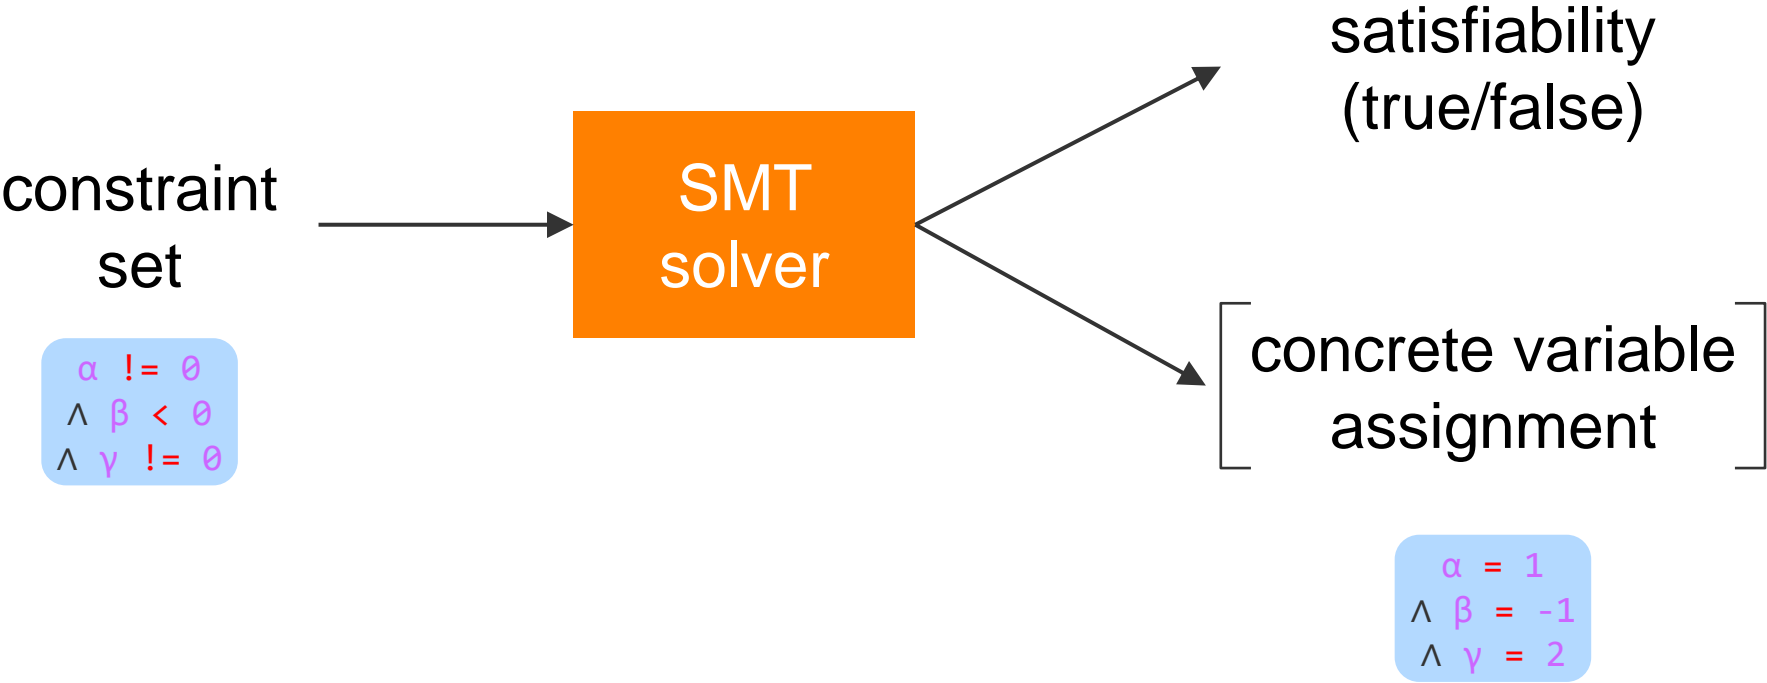 constraint
set
α != 0
∧ β < 0
∧ γ != 0
SMT
solver
satisfiability
(true/false)
concrete variable
assignment
α = 1
∧ β = -1
∧ γ = 2